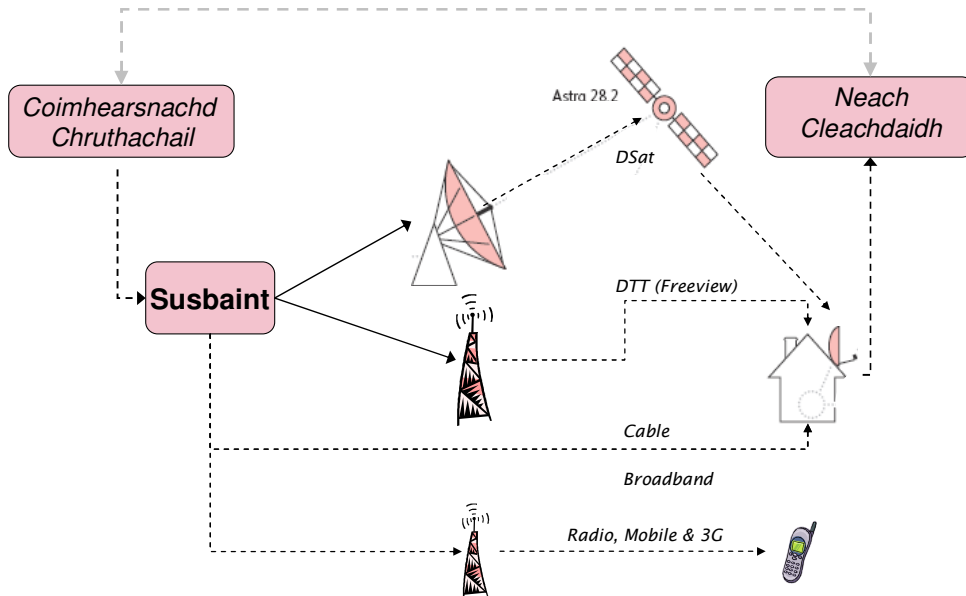 Coimhearsnachd
Chruthachail
Astra 28.2
Neach
Cleachdaidh
DSat
Susbaint
DTT (Freeview)
Cable
Broadband
Radio, Mobile & 3G